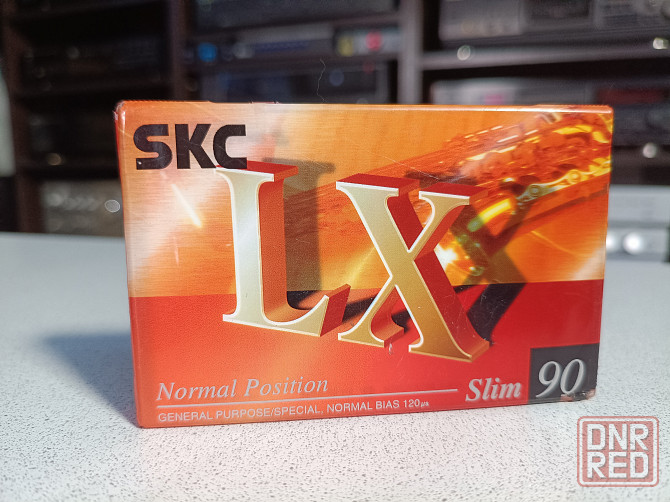 SKC
LX
Normal Position
Slim 90
GENERAL PURPOSE/SPECIAL, NORMAL BIAS 120μs
DNR
RED